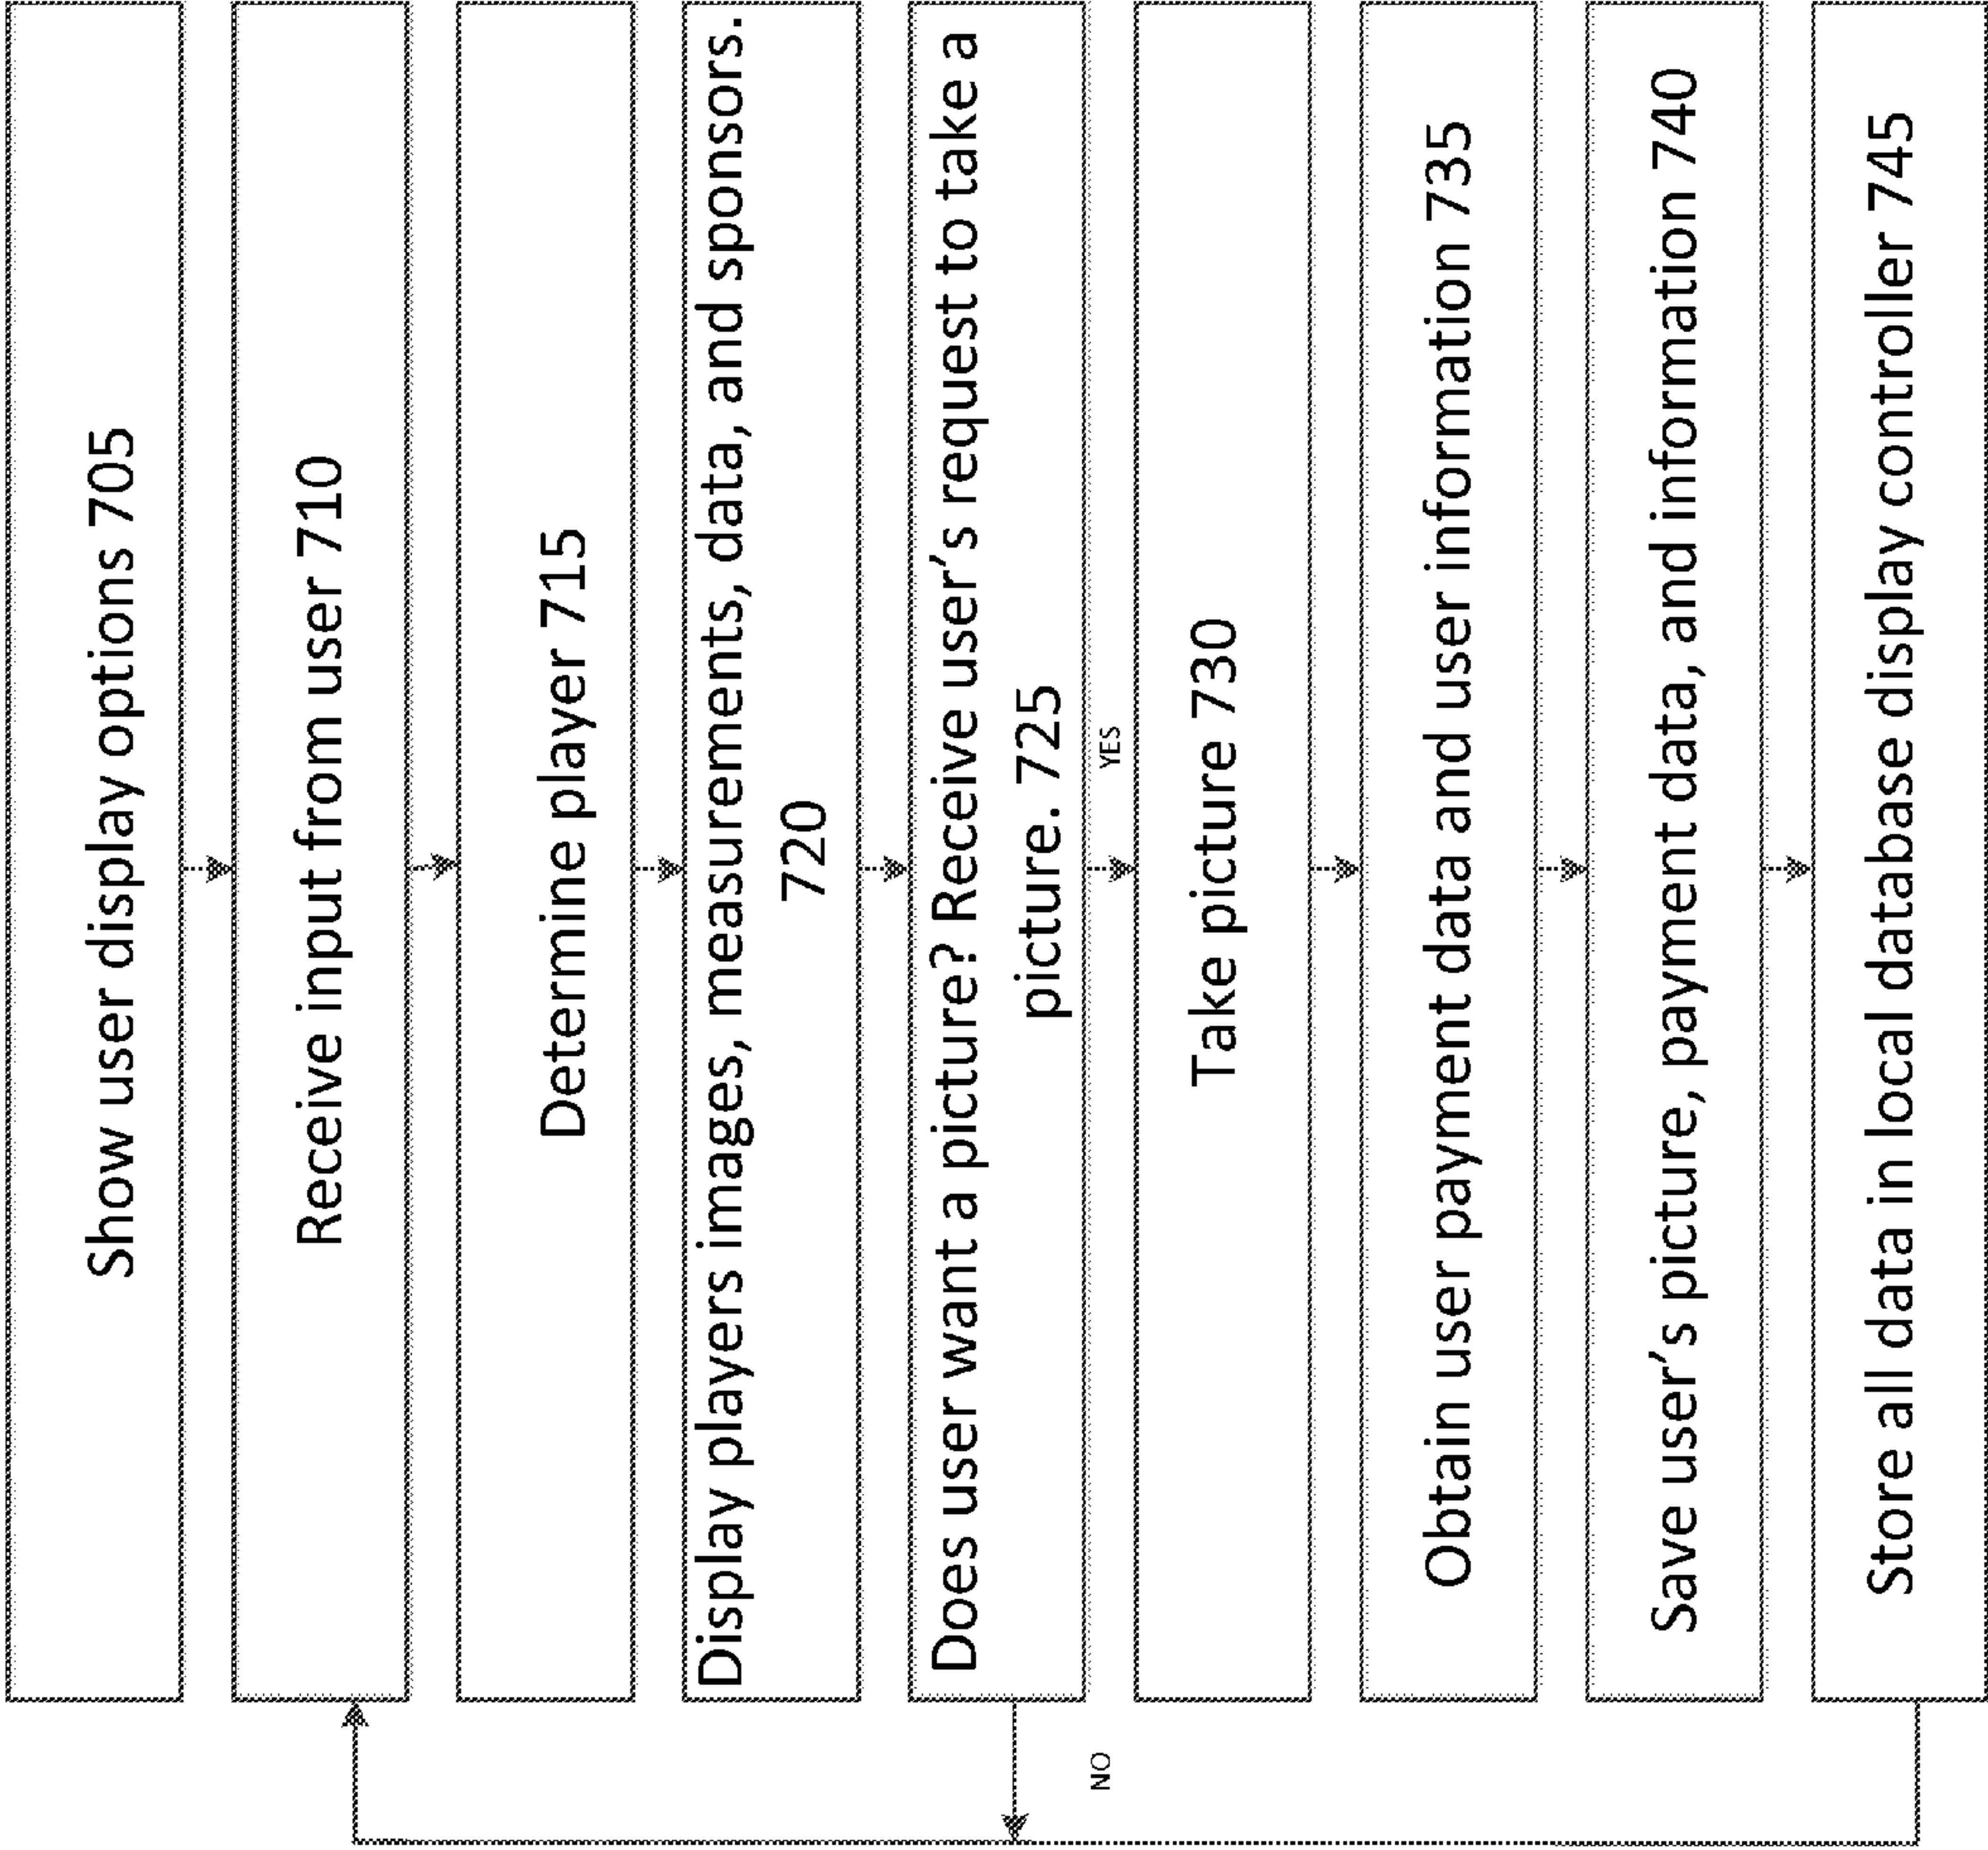 Show user display options 705
Receive input from user 710
Determine player 715
Display players images, measurements, data, and sponsors.
720
Does user want a picture? Receive user’s request to take a
picture. 725
YES
NO
Take picture 730
Obtain user payment data and user information 735
Save user’s picture, payment data, and information 740
Store all data in local database display controller 745